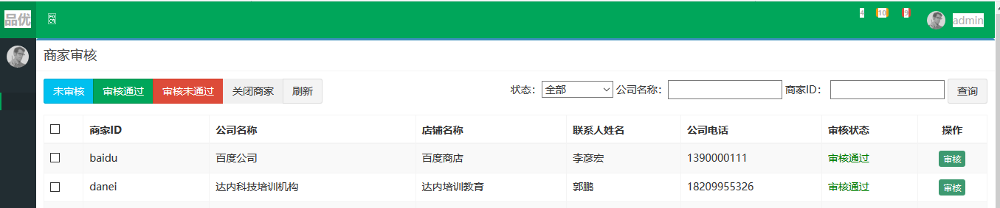 品优 4 10 9 admin
商家审核
未审核 审核通过 审核未通过 关闭商家 刷新 状态： 全部 公司名称： 商家ID： 查询
商家ID 公司名称 店铺名称 联系人姓名 公司电话 审核状态 操作
baidu 百度公司 百度商店 李彦宏 1390000111 审核通过 审核
danei 达内科技培训机构 达内培训教育 郭鹏 18209955326 审核通过 审核